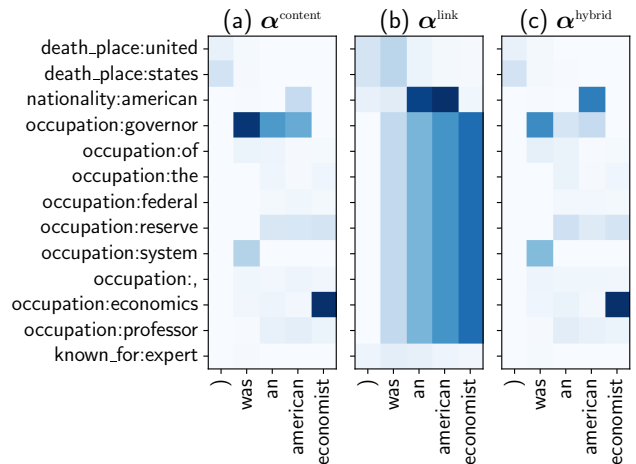 (a) α^content (b) α^link (c) α^hybrid
death_place:united
death_place:states
nationality:american
occupation:governor
occupation:of
occupation:the
occupation:federal
occupation:reserve
occupation:system
occupation:,
occupation:economics
occupation:professor
known_for:expert
) was an american economist ) was an american economist ) was an american economist